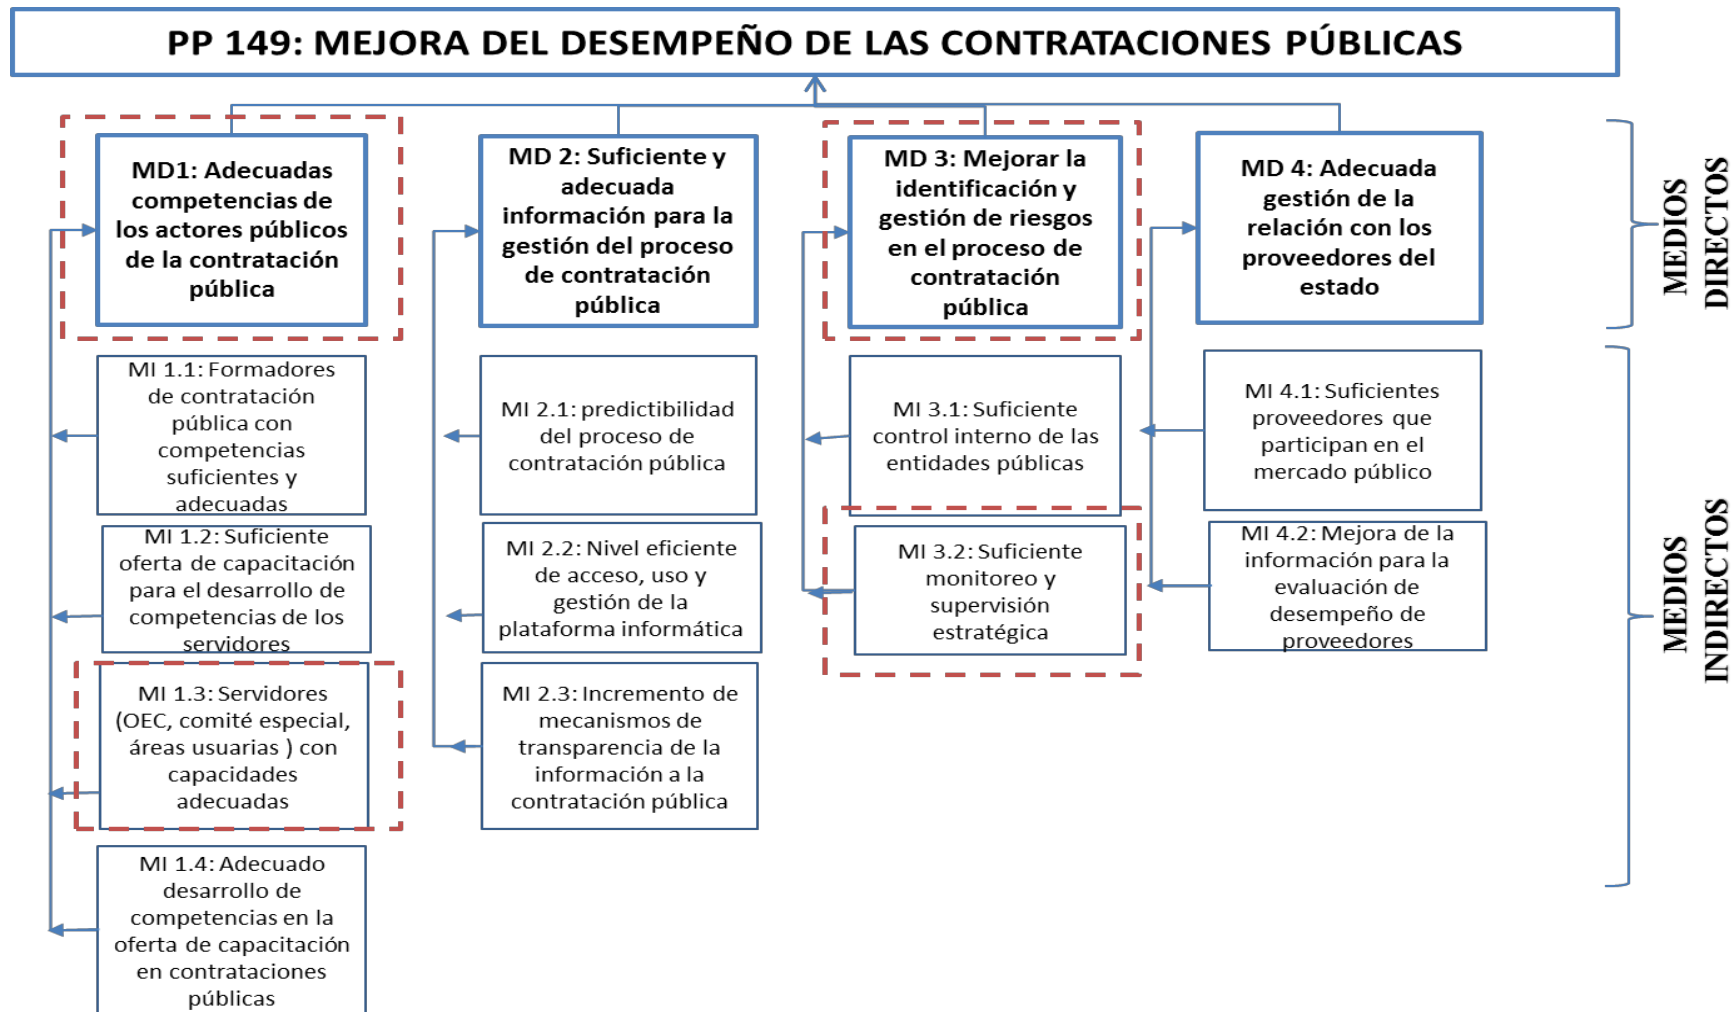 PP 149: MEJORA DEL DESEMPEÑO DE LAS CONTRATACIONES PÚBLICAS
MD1: Adecuadas
competencias de
los actores públicos
de la contratación
pública
MD 2: Suficiente y
adecuada
información para la
gestión del proceso
de contratación
pública
MD 3: Mejorar la
identificación y
gestión de riesgos
en el proceso de
contratación
pública
MD 4: Adecuada
gestión de la
relación con los
proveedores del
estado
MEDIOS
DIRECTOS
MI 1.1: Formadores
de contratación
pública con
competencias
suficientes y
adecuadas
MI 1.2: Suficiente
oferta de capacitación
para el desarrollo de
competencias de los
servidores
MI 1.3: Servidores
(OEC, comité especial,
áreas usuarias ) con
capacidades
adecuadas
MI 1.4: Adecuado
desarrollo de
competencias en la
oferta de capacitación
en contrataciones
públicas
MI 2.1: predictibilidad
del proceso de
contratación pública
MI 2.2: Nivel eficiente
de acceso, uso y
gestión de la
plataforma informática
MI 2.3: Incremento de
mecanismos de
transparencia de la
información a la
contratación pública
MI 3.1: Suficiente
control interno de las
entidades públicas
MI 3.2: Suficiente
monitoreo y
supervisión
estratégica
MI 4.1: Suficientes
proveedores que
participan en el
mercado público
MI 4.2: Mejora de la
información para la
evaluación de
desempeño de
proveedores
MEDIOS
INDIRECTOS